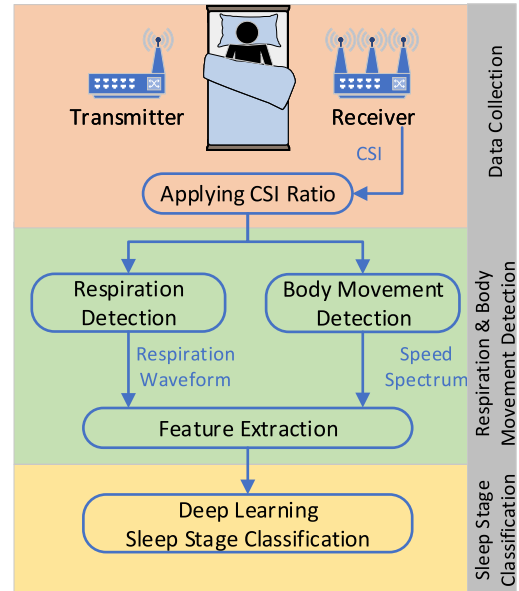 Transmitter
Receiver
CSI
Applying CSI Ratio
Data Collection
Respiration
Detection
Body Movement
Detection
Respiration
Waveform
Speed
Spectrum
Feature Extraction
Respiration & Body
Movement Detection
Deep Learning
Sleep Stage Classification
Sleep Stage
Classification